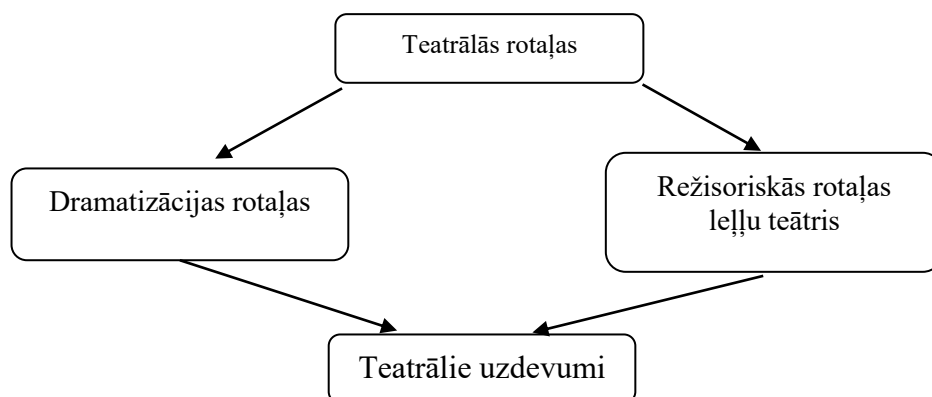 Teatrālās rotaļas
Dramatizācijas rotaļas
Režisoriskās rotaļas
leļļu teātris
Teatrālie uzdevumi